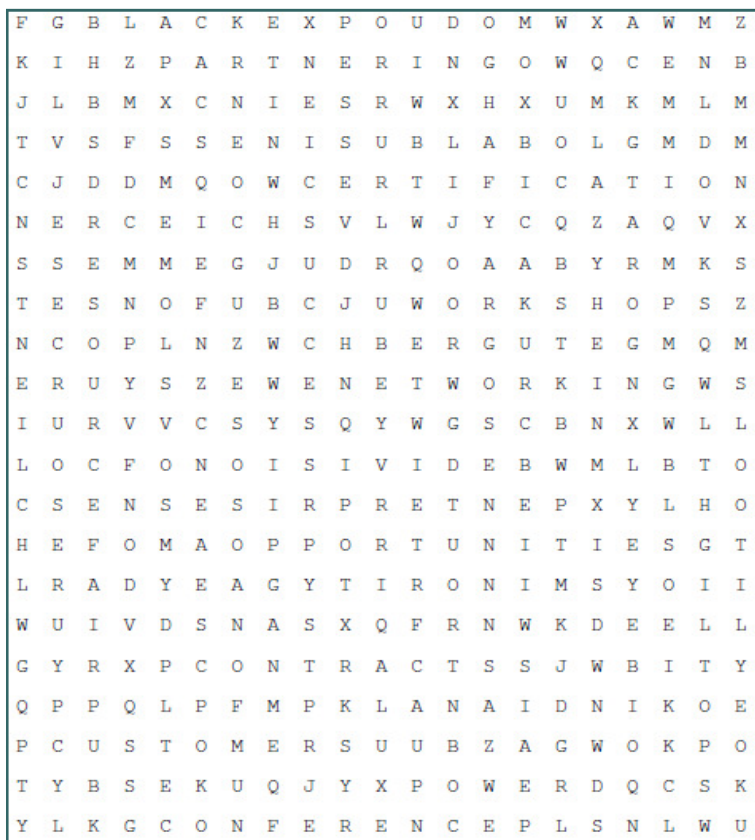 F G B L A C K E X P O U D O M W X A W M Z
K I H Z P A R T N E R I N G O W Q C E N B
J L B M X C N I E S R W X H X U M K M L M
T V S F S S E N I S U B L A B O L G M D M
C J D D M Q O W C E R T I F I C A T I O N
N E R C E I C H S V L W J Y C Q Z A Q V X
S S E M M E G J U D R Q O A A B Y R M K S
T E S N O F U B C J U W O R K S H O P S Z
N C O P L N Z W C H B E R G U T E G M Q M
E R U Y S Z E W E N E T W O R K I N G W S
I U R V V C S Y S Q Y W G S C B N X W L L
L O C F O N O I S I V I D E B W M L B T O
C S E N S E S I R P R E T N E P X Y L H O
H E F O M A O P P O R T U N I T I E S G T
L R A D Y E A G Y T I R O N I M S Y O I I
W U I V D S N A S X Q F R N W K D E E L L
G Y R X P C O N T R A C T S S J W B I T Y
Q P P Q L P F M P K L A N A I D N I K O E
P C U S T O M E R S U U B Z A G W O K P O
T Y B S E K U Q J Y X P O W E R D Q C S K
Y L K G C O N F E R E N C E P L S N L W U